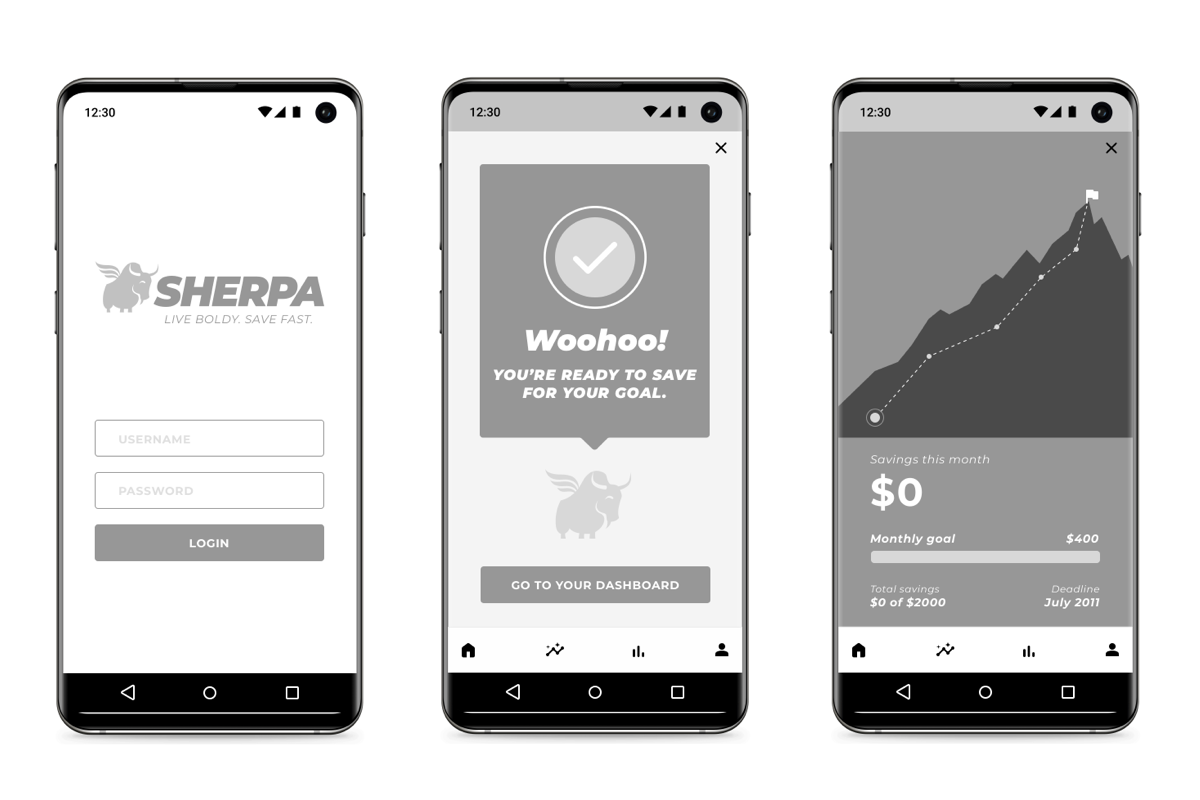 12:30
SHERPA
LIVE BOLDY. SAVE FAST.
USERNAME
PASSWORD
LOGIN
12:30
Woohoo!
YOU'RE READY TO SAVE
FOR YOUR GOAL.
GO TO YOUR DASHBOARD
12:30
Savings this month
$0
Monthly goal $400
Total savings Deadline
$0 of $2000 July 2011